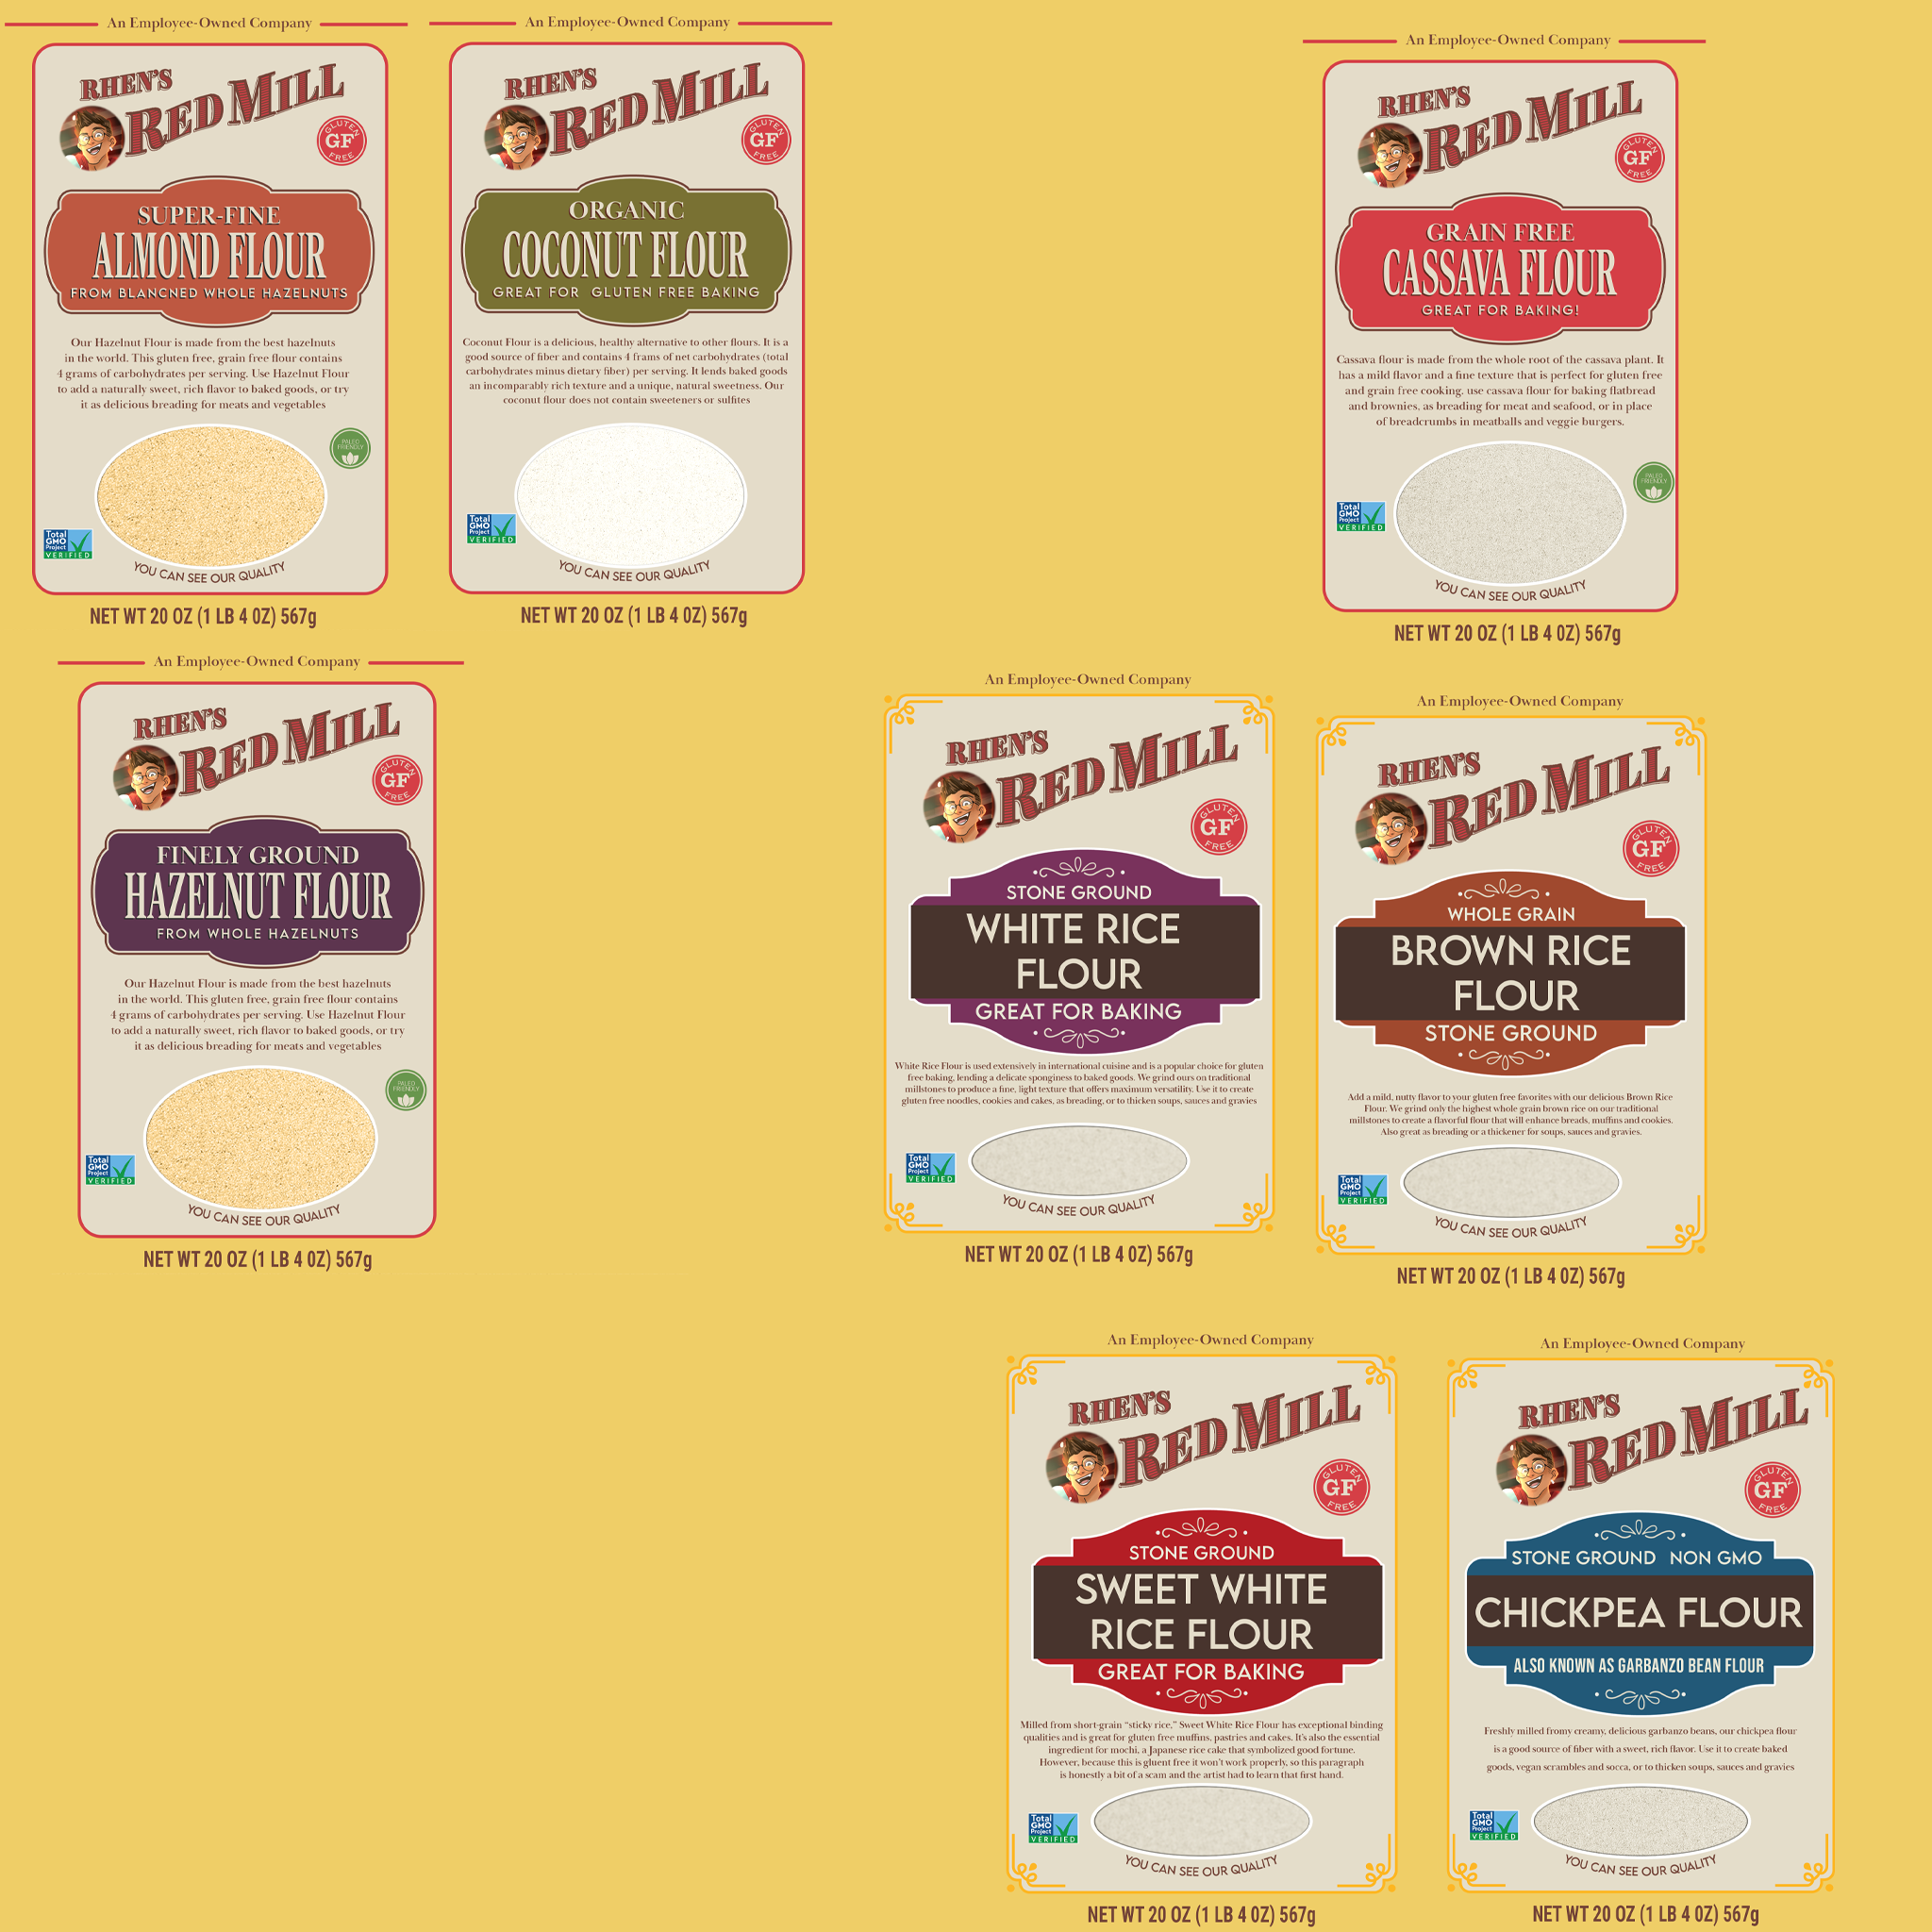 An Employee-Owned Company
RHEN'S
RED MILL
GLUTEN
GF
FREE
SUPER-FINE
ALMOND FLOUR
FROM BLANCNED WHOLE HAZELNUTS
Our Hazelnut Flour is made from the best hazelnuts
in the world. This gluten free, grain free flour contains
4 grams of carbohydrates per serving. Use Hazelnut Flour
to add a naturally sweet, rich flavor to baked goods, or try
it as delicious breading for meats and vegetables
PALEO
FRIENDLY
Total
GMO
Project
VERIFIED
YOU CAN SEE OUR QUALITY
NET WT 20 OZ (1 LB 4 OZ) 567g
An Employee-Owned Company
RHEN'S
RED MILL
GLUTEN
GF
FREE
ORGANIC
COCONUT FLOUR
GREAT FOR GLUTEN FREE BAKING
Coconut Flour is a delicious, healthy alternative to other flours. It is a
good source of fiber and contains 4 frams of net carbohydrates (total
carbohydrates minus dietary fiber) per serving. It lends baked goods
an incomparably rich texture and a unique, natural sweetness. Our
coconut flour does not contain sweeteners or sulfites
Total
GMO
Project
VERIFIED
YOU CAN SEE OUR QUALITY
NET WT 20 OZ (1 LB 4 OZ) 567g
An Employee-Owned Company
RHEN'S
RED MILL
GLUTEN
GF
FREE
GRAIN FREE
CASSAVA FLOUR
GREAT FOR BAKING!
Cassava flour is made from the whole root of the cassava plant. It
has a mild flavor and a fine texture that is perfect for gluten free
and grain free cooking. use cassava flour for baking flatbread
and brownies, as breading for meat and seafood, or in place
of breadcrumbs in meatballs and veggie burgers.
PALEO
FRIENDLY
Total
GMO
Project
VERIFIED
YOU CAN SEE OUR QUALITY
NET WT 20 OZ (1 LB 4 OZ) 567g
An Employee-Owned Company
RHEN'S
RED MILL
GLUTEN
GF
FREE
FINELY GROUND
HAZELNUT FLOUR
FROM WHOLE HAZELNUTS
Our Hazelnut Flour is made from the best hazelnuts
in the world. This gluten free, grain free flour contains
4 grams of carbohydrates per serving. Use Hazelnut Flour
to add a naturally sweet, rich flavor to baked goods, or try
it as delicious breading for meats and vegetables
PALEO
FRIENDLY
Total
GMO
Project
VERIFIED
YOU CAN SEE OUR QUALITY
NET WT 20 OZ (1 LB 4 OZ) 567g
An Employee-Owned Company
RHEN'S
RED MILL
GLUTEN
GF
FREE
STONE GROUND
WHITE RICE
FLOUR
GREAT FOR BAKING
White Rice Flour is used extensively in international cuisine and is a popular choice for gluten
free baking, lending a delicate sponginess to baked goods. We grind ours on traditional
millstones to produce a fine, light texture that offers maximum versatility. Use it to create
gluten free noodles, cookies and cakes, as breading, or to thicken soups, sauces and gravies
Total
GMO
Project
VERIFIED
YOU CAN SEE OUR QUALITY
NET WT 20 OZ (1 LB 4 OZ) 567g
An Employee-Owned Company
RHEN'S
RED MILL
GLUTEN
GF
FREE
WHOLE GRAIN
BROWN RICE
FLOUR
STONE GROUND
Add a mild, nutty flavor to your gluten free favorites with our delicious Brown Rice
Flour. We grind only the highest whole grain brown rice on our traditional
millstones to create a flavorful flour that will enhance breads, muffins and cookies.
Also great as breading or a thickener for soups, sauces and gravies.
Total
GMO
Project
VERIFIED
YOU CAN SEE OUR QUALITY
NET WT 20 OZ (1 LB 4 OZ) 567g
An Employee-Owned Company
RHEN'S
RED MILL
GLUTEN
GF
FREE
STONE GROUND
SWEET WHITE
RICE FLOUR
GREAT FOR BAKING
Milled from short-grain "sticky rice," Sweet White Rice Flour has exceptional binding
qualities and is great for gluten free muffins, pastries and cakes. It's also the essential
ingredient for mochi, a Japanese rice cake that symbolized good fortune.
However, because this is gluent free it won't work properly, so this paragraph
is honestly a bit of a scam and the artist had to learn that first hand.
Total
GMO
Project
VERIFIED
YOU CAN SEE OUR QUALITY
NET WT 20 OZ (1 LB 4 OZ) 567g
An Employee-Owned Company
RHEN'S
RED MILL
GLUTEN
GF
FREE
STONE GROUND NON GMO
CHICKPEA FLOUR
ALSO KNOWN AS GARBANZO BEAN FLOUR
Freshly milled fromy creamy, delicious garbanzo beans, our chickpea flour
is a good source of fiber with a sweet, rich flavor. Use it to create baked
goods, vegan scrambles and socca, or to thicken soups, sauces and gravies
Total
GMO
Project
VERIFIED
YOU CAN SEE OUR QUALITY
NET WT 20 OZ (1 LB 4 OZ) 567g